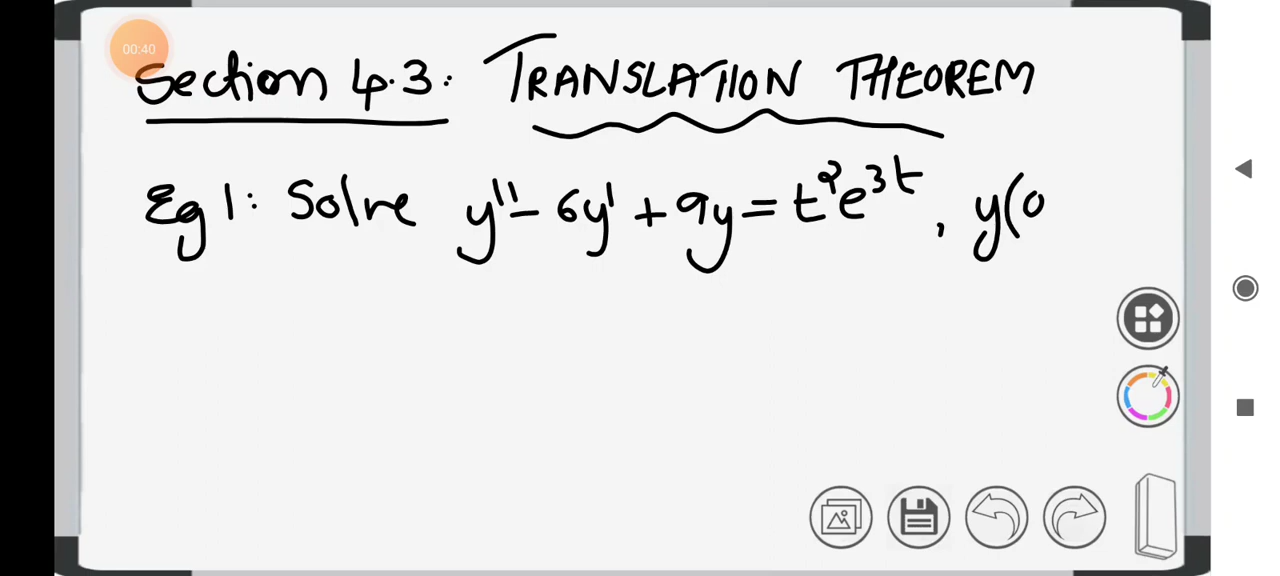 00:40
Section 4.3: TRANSLATION THEOREM
Eg 1: Solve y'' - 6y' + 9y = t²e³ᵗ, y(0